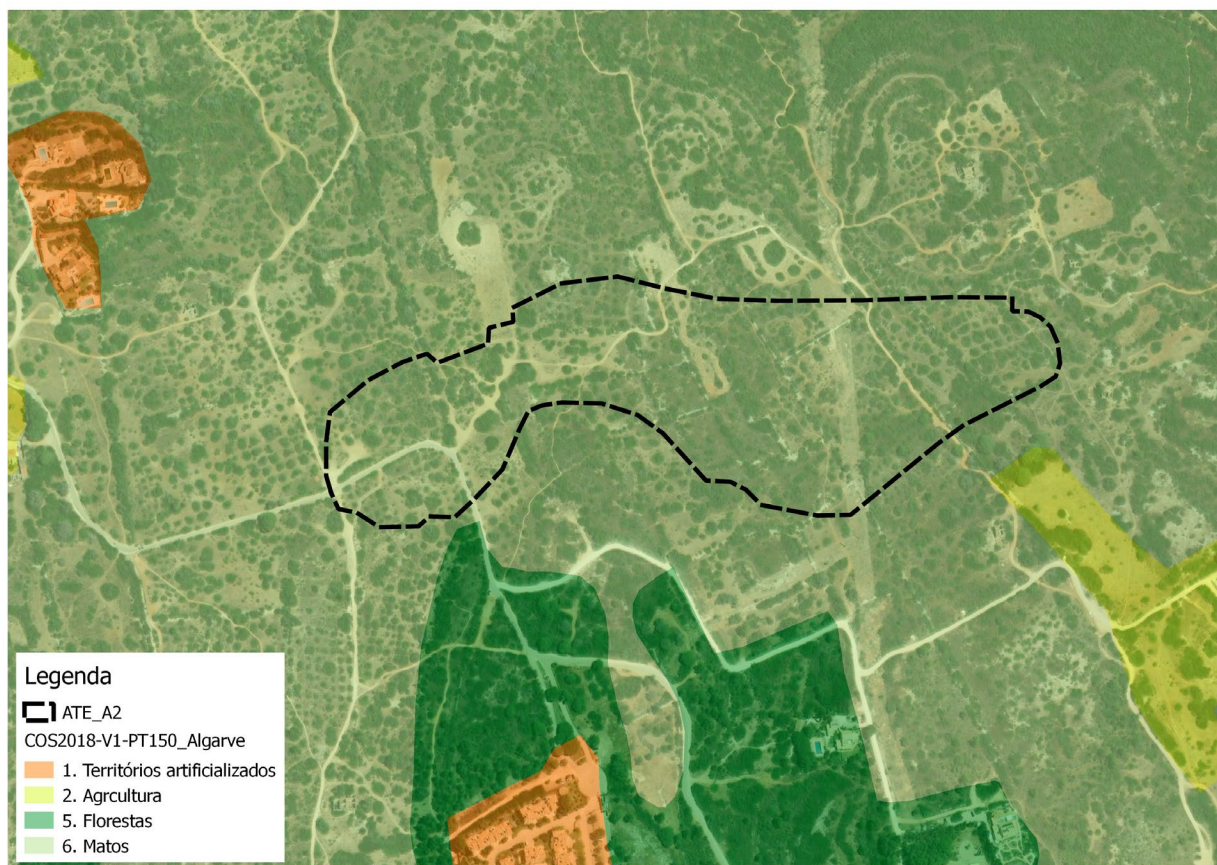 Legenda
ATE_A2
COS2018-V1-PT150_Algarve
1. Territórios artificializados
2. Agrcultura
5. Florestas
6. Matos